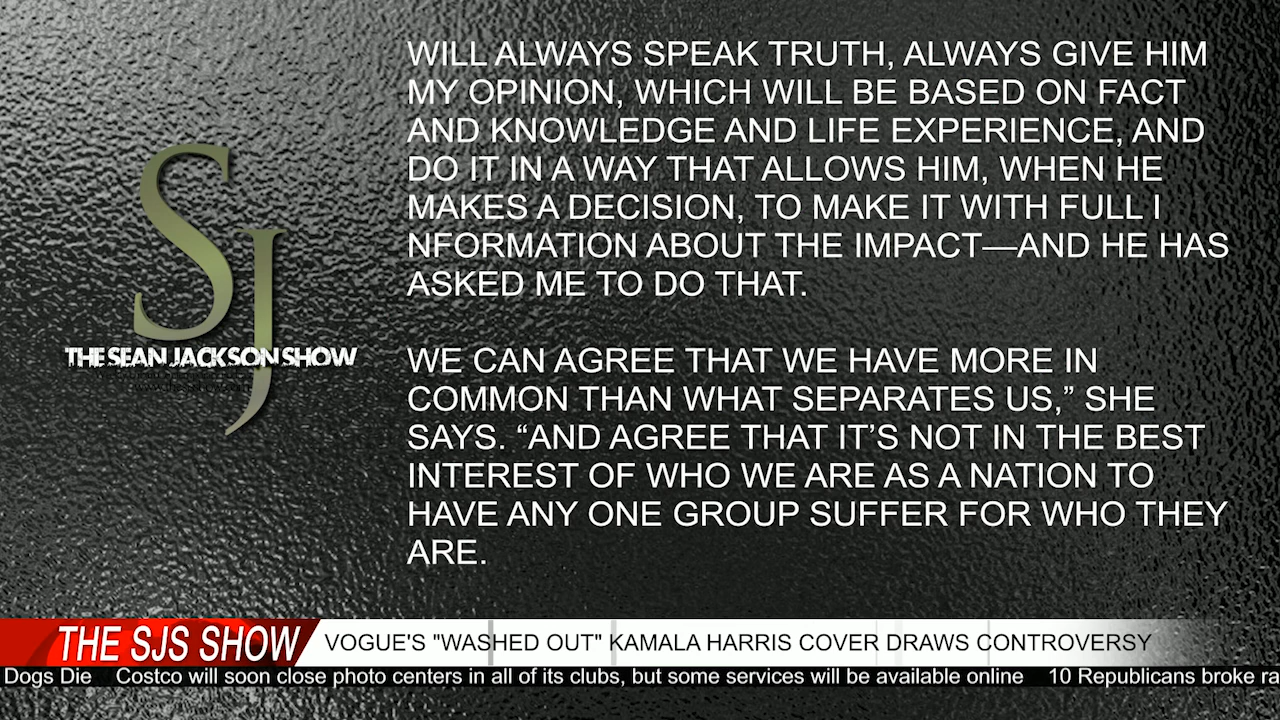 WILL ALWAYS SPEAK TRUTH, ALWAYS GIVE HIM
MY OPINION, WHICH WILL BE BASED ON FACT
AND KNOWLEDGE AND LIFE EXPERIENCE, AND
DO IT IN A WAY THAT ALLOWS HIM, WHEN HE
MAKES A DECISION, TO MAKE IT WITH FULL I
NFORMATION ABOUT THE IMPACT—AND HE HAS
ASKED ME TO DO THAT.
WE CAN AGREE THAT WE HAVE MORE IN
COMMON THAN WHAT SEPARATES US,” SHE
SAYS. “AND AGREE THAT IT’S NOT IN THE BEST
INTEREST OF WHO WE ARE AS A NATION TO
HAVE ANY ONE GROUP SUFFER FOR WHO THEY
ARE.
SJ
THE SEAN JACKSON SHOW
THE SJS SHOW
VOGUE'S "WASHED OUT" KAMALA HARRIS COVER DRAWS CONTROVERSY
Dogs Die Costco will soon close photo centers in all of its clubs, but some services will be available online 10 Republicans broke ra